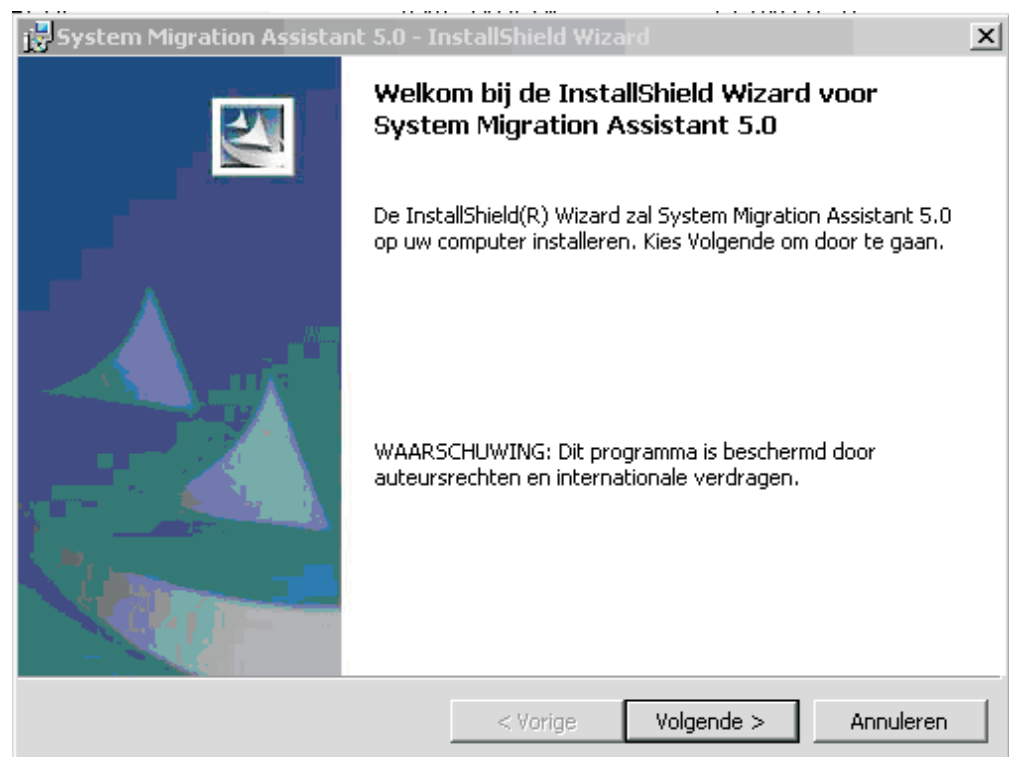 System Migration Assistant 5.0 - InstallShield Wizard
Welkom bij de InstallShield Wizard voor
System Migration Assistant 5.0
De InstallShield(R) Wizard zal System Migration Assistant 5.0
op uw computer installeren. Kies Volgende om door te gaan.
WAARSCHUWING: Dit programma is beschermd door
auteursrechten en internationale verdragen.
< Vorige
Volgende >
Annuleren